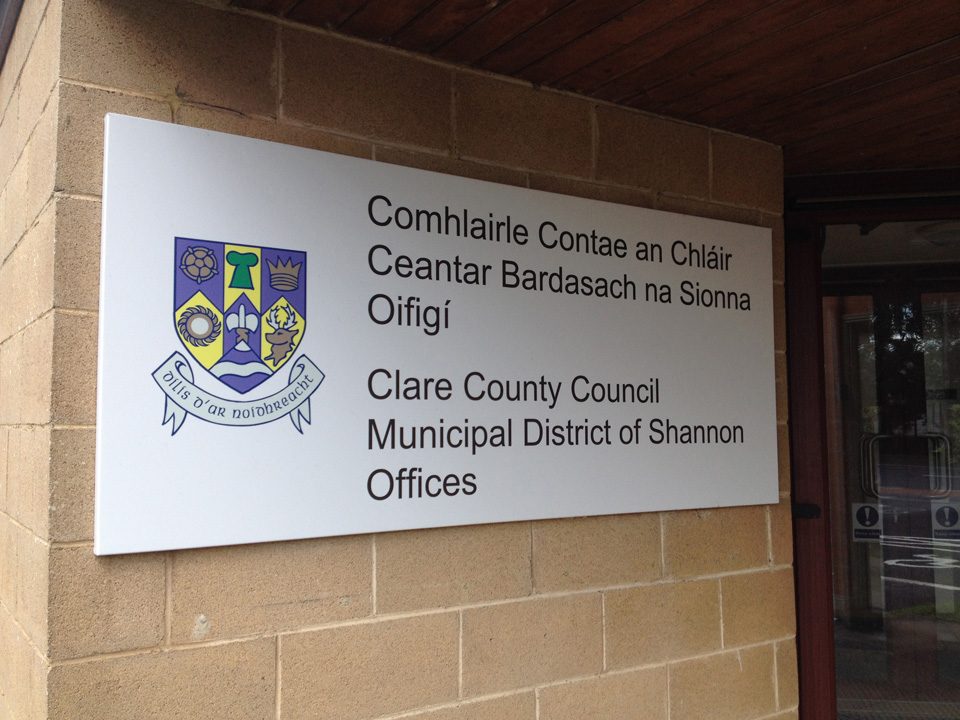 Comhlairle Contae an Chláir
Ceantar Bardasach na Sionna
Oifigí
Clare County Council
Municipal District of Shannon
Offices
dílis d'ár noidhreacht